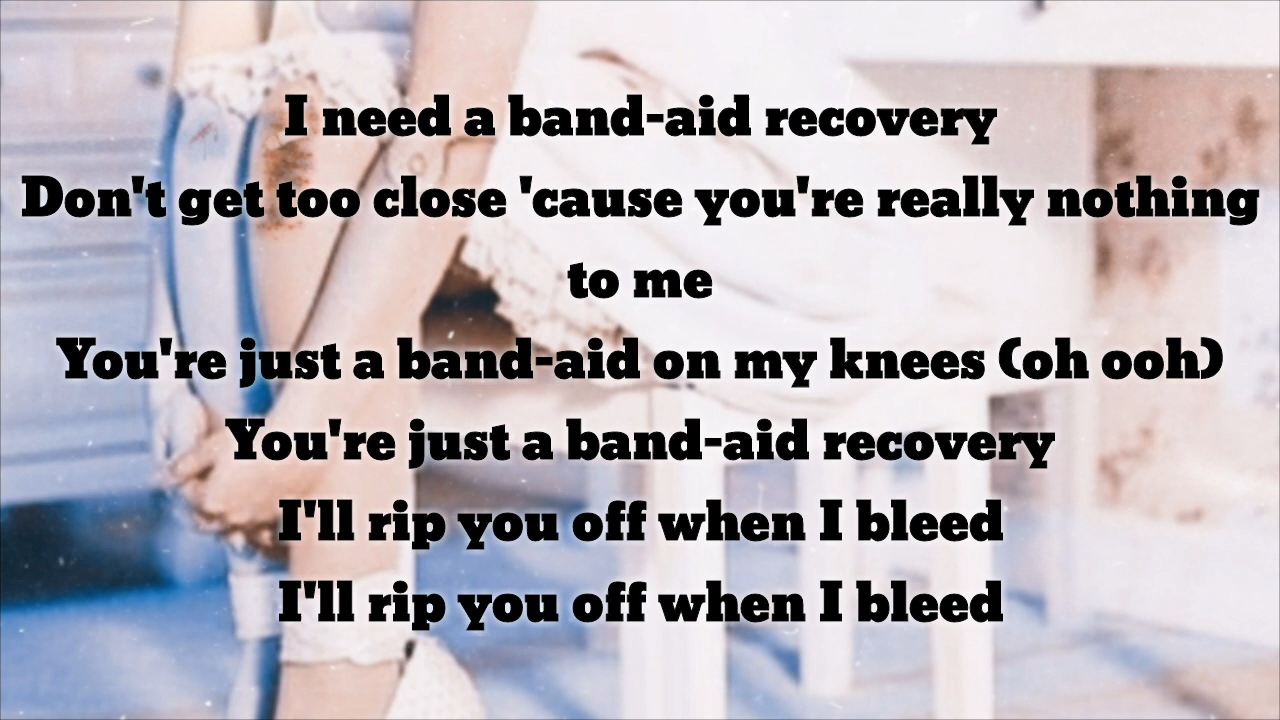 I need a band-aid recovery
Don't get too close 'cause you're really nothing
to me
You're just a band-aid on my knees (oh ooh)
You're just a band-aid recovery
I'll rip you off when I bleed
I'll rip you off when I bleed